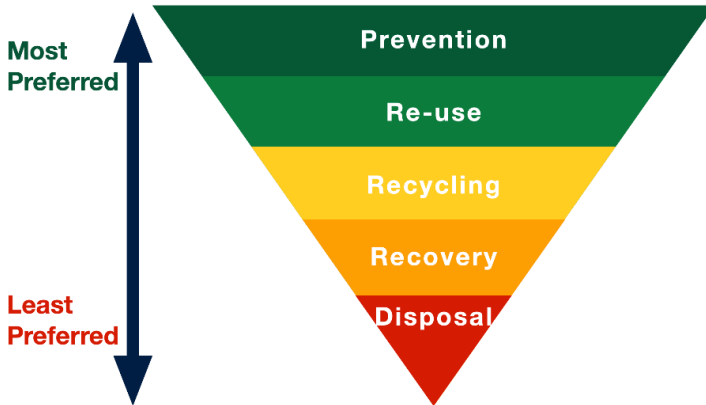 Most
Preferred
Prevention
Re-use
Recycling
Recovery
Disposal
Least
Preferred